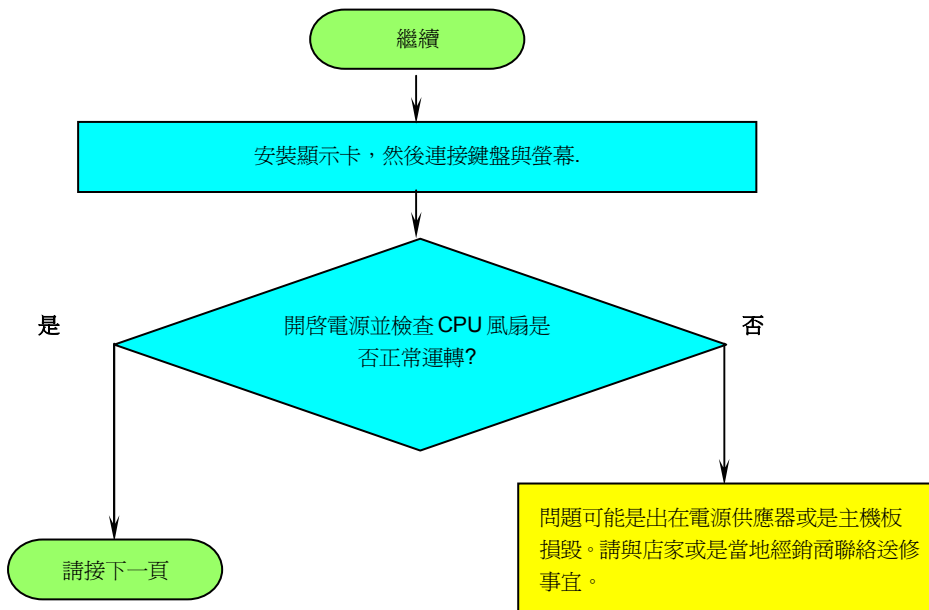 繼續
安裝顯示卡，然後連接鍵盤與螢幕.
是
否
開啓電源並檢查 CPU 風扇是
否正常運轉?
問題可能是出在電源供應器或是主機板
損毀。請與店家或是當地經銷商聯絡送修
事宜。
請接下一頁